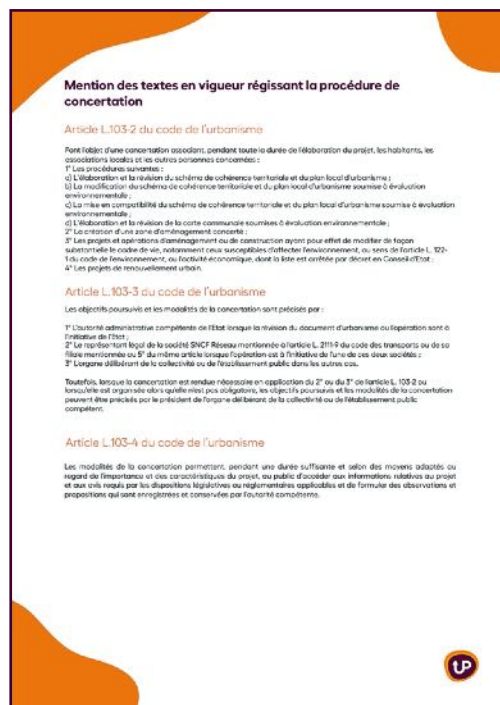 Mention des textes en vigueur régissant la procédure de
concertation
Article L.103-2 du code de l'urbanisme
Font l'objet d'une concertation associant, pendant toute la durée de l'élaboration du projet, les habitants, les
associations locales et les autres personnes concernées :
1° Les procédures suivantes :
a) L'élaboration et la révision du schéma de cohérence territoriale et du plan local d'urbanisme ;
b) La modification du schéma de cohérence territoriale et du plan local d'urbanisme soumise à évaluation
environnementale ;
c) La mise en compatibilité du schéma de cohérence territoriale et du plan local d'urbanisme soumise à évaluation
environnementale ;
d) L'élaboration et la révision de la carte communale soumises à évaluation environnementale ;
2° La création d'une zone d'aménagement concerté ;
3° Les projets et opérations d'aménagement ou de construction ayant pour effet de modifier de façon
substantielle le cadre de vie, notamment ceux susceptibles d'affecter l'environnement, au sens de l'article L. 122-
1 du code de l'environnement, ou l'activité économique, dont la liste est arrêtée par décret en Conseil d'Etat ;
4° Les projets de renouvellement urbain.
Article L.103-3 du code de l'urbanisme
Les objectifs poursuivis et les modalités de la concertation sont précisés par :
1° L'autorité administrative compétente de l'Etat lorsque la révision du document d'urbanisme ou l'opération sont à
l'initiative de l'Etat ;
2° Le représentant légal de la société SNCF Réseau mentionnée à l'article L. 2111-9 du code des transports ou de sa
filiale mentionnée au 5° du même article lorsque l'opération est à l'initiative de l'une de ces deux sociétés ;
3° L'organe délibérant de la collectivité ou de l'établissement public dans les autres cas.
Toutefois, lorsque la concertation est rendue nécessaire en application du 2° ou du 3° de l'article L. 103-2 ou
lorsqu'elle est organisée alors qu'elle n'est pas obligatoire, les objectifs poursuivis et les modalités de la concertation
peuvent être précisés par le président de l'organe délibérant de la collectivité ou de l'établissement public
compétent.
Article L.103-4 du code de l'urbanisme
Les modalités de la concertation permettent, pendant une durée suffisante et selon des moyens adaptés au
regard de l'importance et des caractéristiques du projet, au public d'accéder aux informations relatives au projet
et aux avis requis par les dispositions législatives ou réglementaires applicables et de formuler des observations et
propositions qui sont enregistrées et conservées par l'autorité compétente.
UP